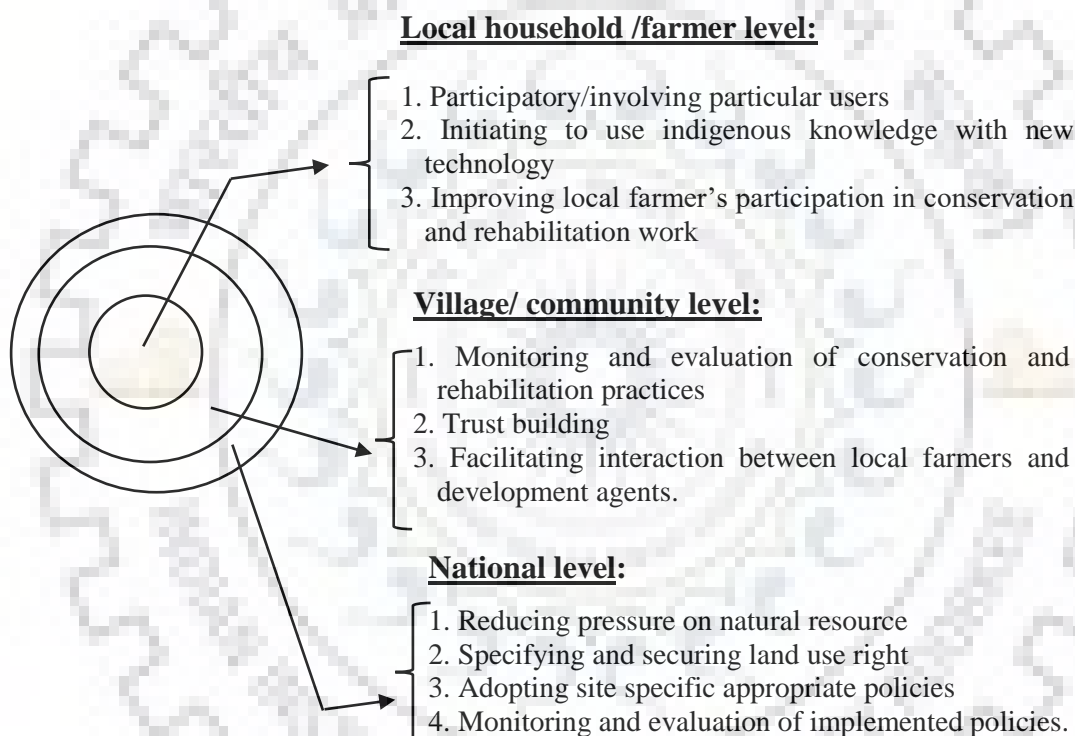 Local household /farmer level:
1. Participatory/involving particular users
2. Initiating to use indigenous knowledge with new
technology
3. Improving local farmer's participation in conservation
and rehabilitation work
Village/ community level:
1. Monitoring and evaluation of conservation and
rehabilitation practices
2. Trust building
3. Facilitating interaction between local farmers and
development agents.
National level:
1. Reducing pressure on natural resource
2. Specifying and securing land use right
3. Adopting site specific appropriate policies
4. Monitoring and evaluation of implemented policies.